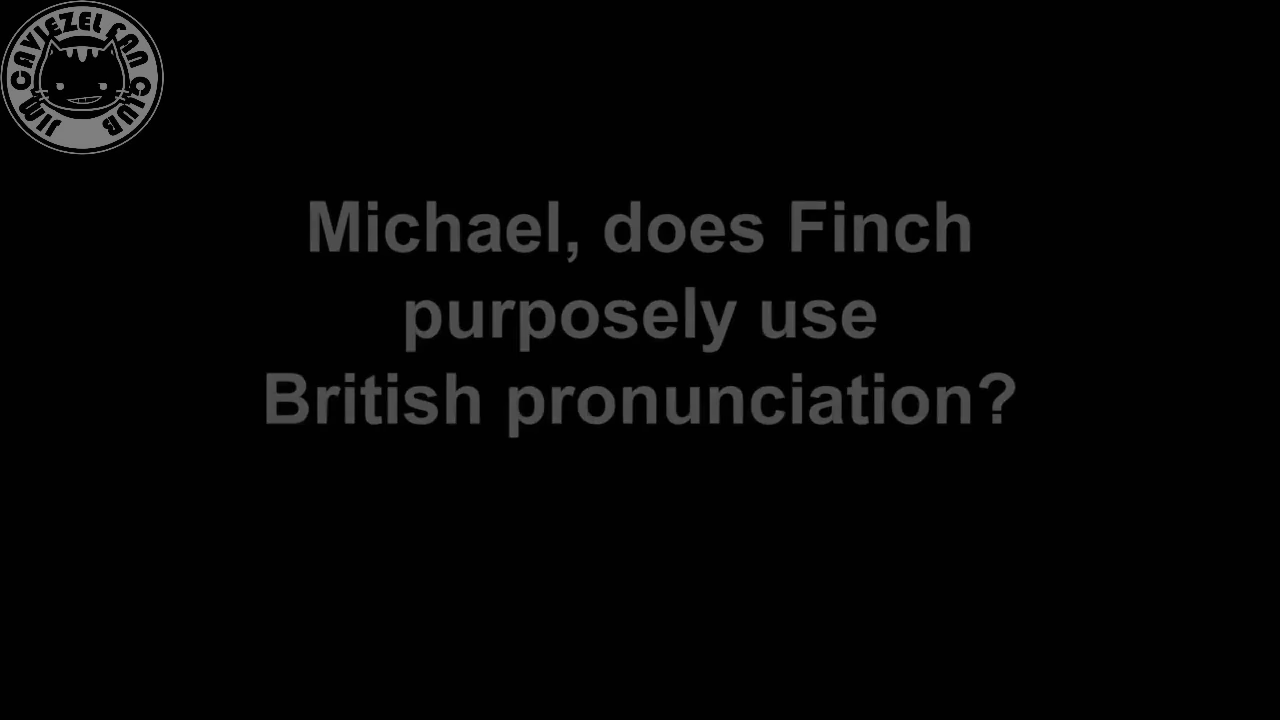 JIM CAVIEZEL FAN CLUB
Michael, does Finch
purposely use
British pronunciation?